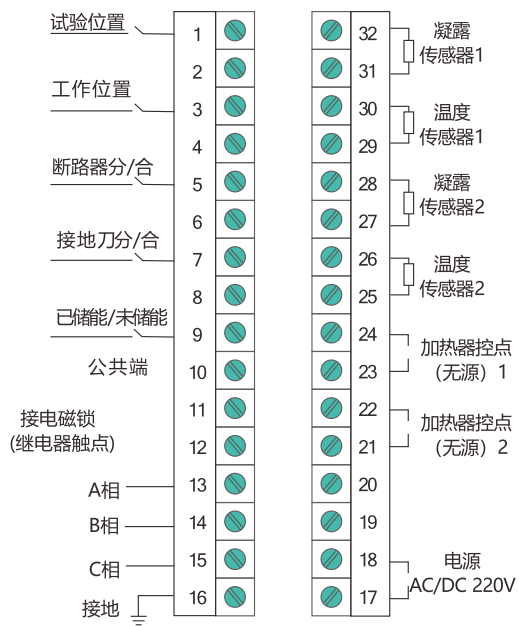 试验位置
1
2
工作位置
3
4
断路器分/合
5
6
接地刀分/合
7
8
已储能/未储能
9
公共端
10
接电磁锁
(继电器触点)
11
12
A相
13
B相
14
C相
15
接地
16
32
31
凝露
传感器1
30
29
温度
传感器1
28
27
凝露
传感器2
26
25
温度
传感器2
24
23
加热器控点
(无源) 1
22
21
加热器控点
(无源) 2
20
19
18
17
电源
AC/DC 220V